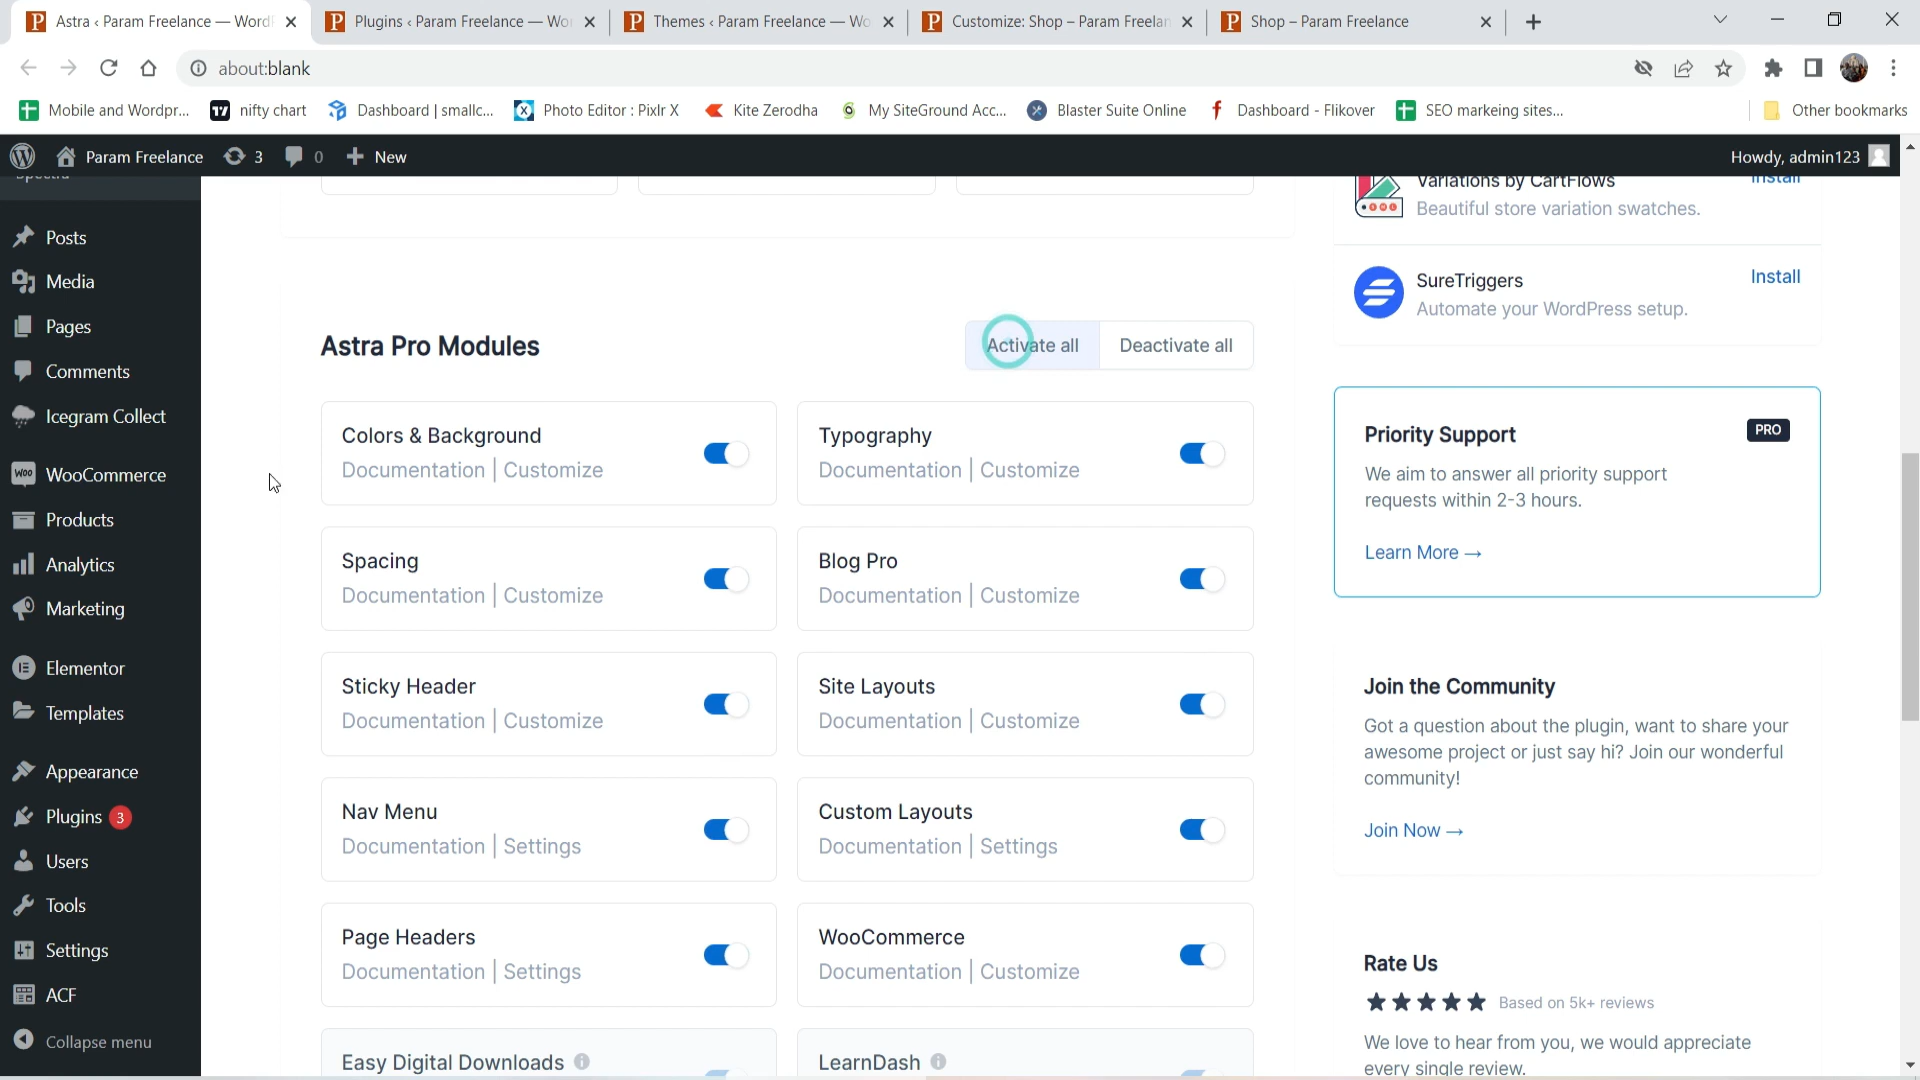 Astra ‹ Param Freelance — Word
Plugins ‹ Param Freelance — Wo
Themes ‹ Param Freelance — Wo
Customize: Shop – Param Freelan
Shop – Param Freelance
about:blank
Mobile and Wordpr...
nifty chart
Dashboard | smallc...
Photo Editor : Pixlr X
Kite Zerodha
My SiteGround Acc...
Blaster Suite Online
Dashboard - Flikover
SEO markeing sites...
Other bookmarks
Param Freelance
3
0
New
Howdy, admin123
Spectra
Posts
Media
Pages
Comments
Icegram Collect
WooCommerce
Products
Analytics
Marketing
Elementor
Templates
Appearance
Plugins 3
Users
Tools
Settings
ACF
Collapse menu
Astra Pro Modules
Activate all
Deactivate all
Colors & Background
Documentation | Customize
Typography
Documentation | Customize
Spacing
Documentation | Customize
Blog Pro
Documentation | Customize
Sticky Header
Documentation | Customize
Site Layouts
Documentation | Customize
Nav Menu
Documentation | Settings
Custom Layouts
Documentation | Settings
Page Headers
Documentation | Settings
WooCommerce
Documentation | Customize
Easy Digital Downloads
LearnDash
Variations by CartFlows
Install
Beautiful store variation swatches.
SureTriggers
Install
Automate your WordPress setup.
Priority Support
PRO
We aim to answer all priority support
requests within 2-3 hours.
Learn More →
Join the Community
Got a question about the plugin, want to share your
awesome project or just say hi? Join our wonderful
community!
Join Now →
Rate Us
Based on 5k+ reviews
We love to hear from you, we would appreciate
every single review.